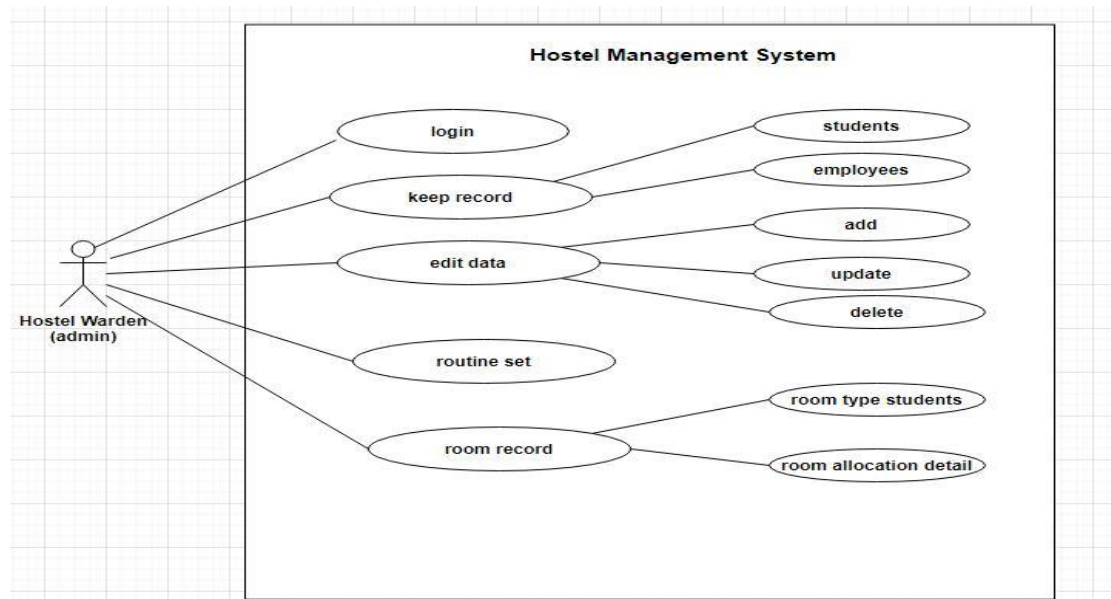 Hostel Management System
login
students
employees
keep record
add
edit data
update
delete
Hostel Warden
(admin)
routine set
room type students
room record
room allocation detail